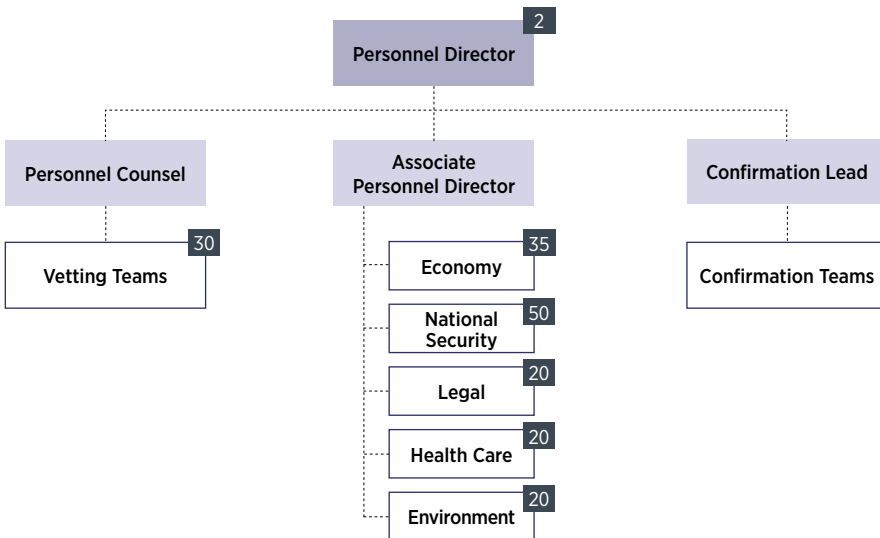 2
Personnel Director
Personnel Counsel
Associate
Personnel Director
Confirmation Lead
30
Vetting Teams
35
Economy
Confirmation Teams
50
National
Security
20
Legal
20
Health Care
20
Environment